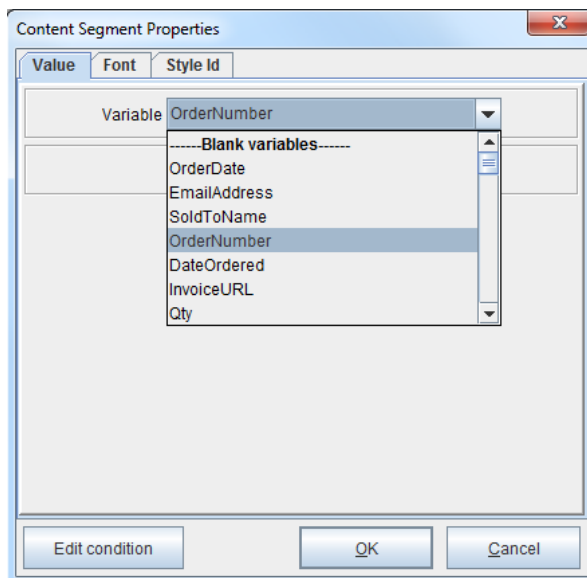 Content Segment Properties
Value Font Style Id
Variable OrderNumber
------Blank variables------
OrderDate
EmailAddress
SoldToName
OrderNumber
DateOrdered
InvoiceURL
Qty
Edit condition OK Cancel